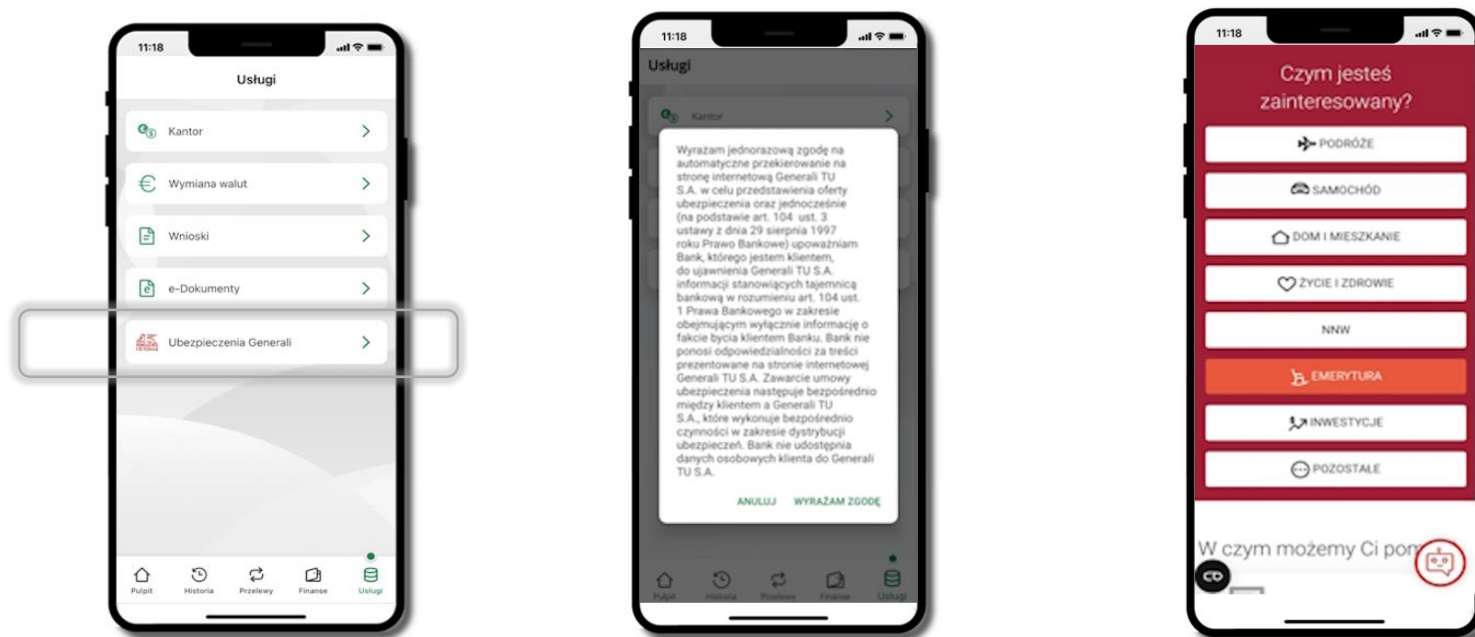 11:18
Usługi
Kantor
Wymiana walut
Wnioski
e-Dokumenty
Ubezpieczenia Generali
Pulpit
Historia
Przelewy
Finanse
Usługi
11:18
Usługi
Kantor
Wyrażam jednorazową zgodę na
automatyczne przekierowanie na
stronę internetową Generali TU
S.A. w celu przedstawienia oferty
ubezpieczenia oraz jednocześnie
(na podstawie art. 104 ust. 3
ustawy z dnia 29 sierpnia 1997
roku Prawo Bankowe) upoważniam
Bank, którego jestem klientem,
do ujawnienia Generali TU S.A.
informacji stanowiących tajemnicą
bankową w rozumieniu art. 104 ust.
1 Prawa Bankowego w zakresie
obejmującym wyłącznie informację o
fakcie bycia klientem Banku. Bank nie
ponosi odpowiedzialności za treści
prezentowane na stronie internetowej
Generali TU S.A. Zawarcie umowy
ubezpieczenia następuje bezpośrednio
między klientem a Generali TU
S.A., które wykonuje bezpośrednio
czynności w zakresie dystrybucji
ubezpieczeń. Bank nie udostępnia
danych osobowych klienta do Generali
TU S.A.
ANULUJ WYRAŻAM ZGODĘ
Pulpit
Historia
Przelewy
Finanse
Usługi
11:18
Czym jesteś
zainteresowany?
PODRÓŻE
SAMOCHÓD
DOM I MIESZKANIE
ŻYCIE I ZDROWIE
NNW
EMERYTURA
INWESTYCJE
POZOSTAŁE
W czym możemy Ci pom